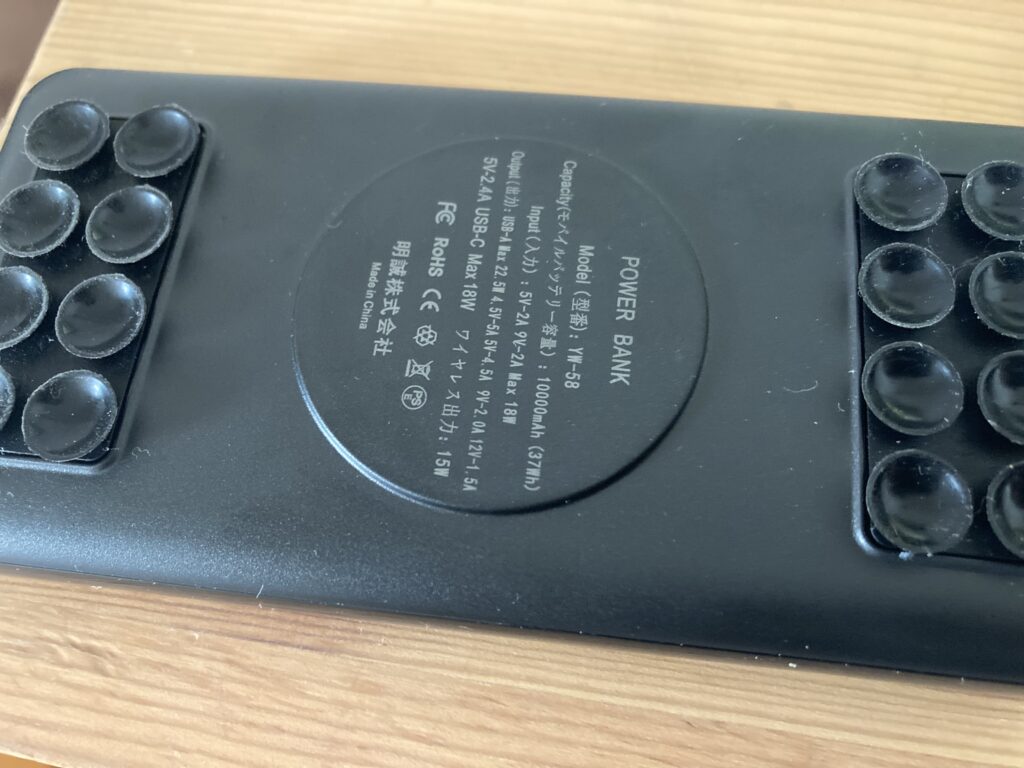 POWER BANK
Model (型番): YW-58
Capacity(モバイルバッテリー容量): 10000mAh (37Wh)
Input(入力): 5V-2A 9V-2A Max 18W
Output(出力): USB-A Max 22.5W 4.5V-5A 5V-4.5A 9V-2.0A 12V-1.5A
5V-2.4A USB-C Max18W ワイヤレス出力: 15W
FC RoHS CE PSE
明誠株式会社
Made in China